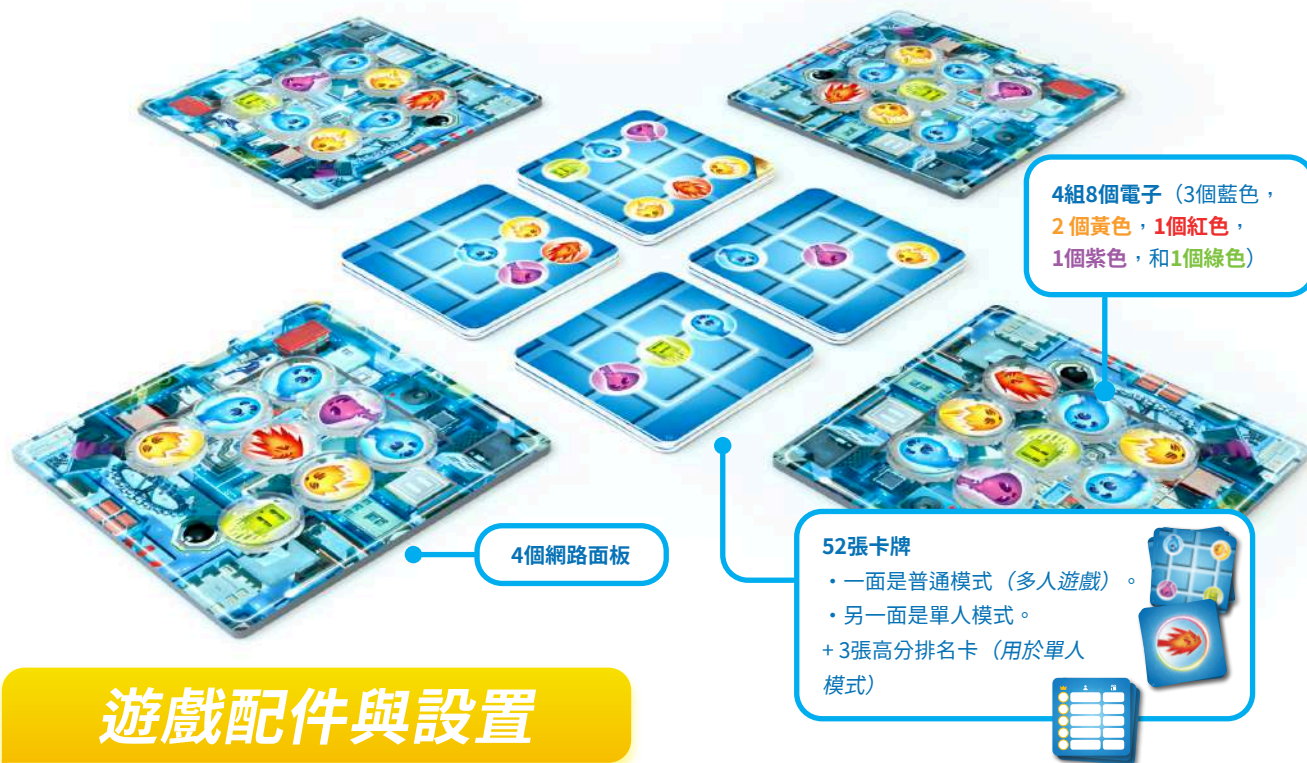 4組8個電子（3個藍色，
2 個黃色，1個紅色，
1個紫色，和1個綠色）
4個網路面板
52張卡牌
・一面是普通模式（多人遊戲）。
・另一面是單人模式。
+ 3張高分排名卡（用於單人
模式）
遊戲配件與設置